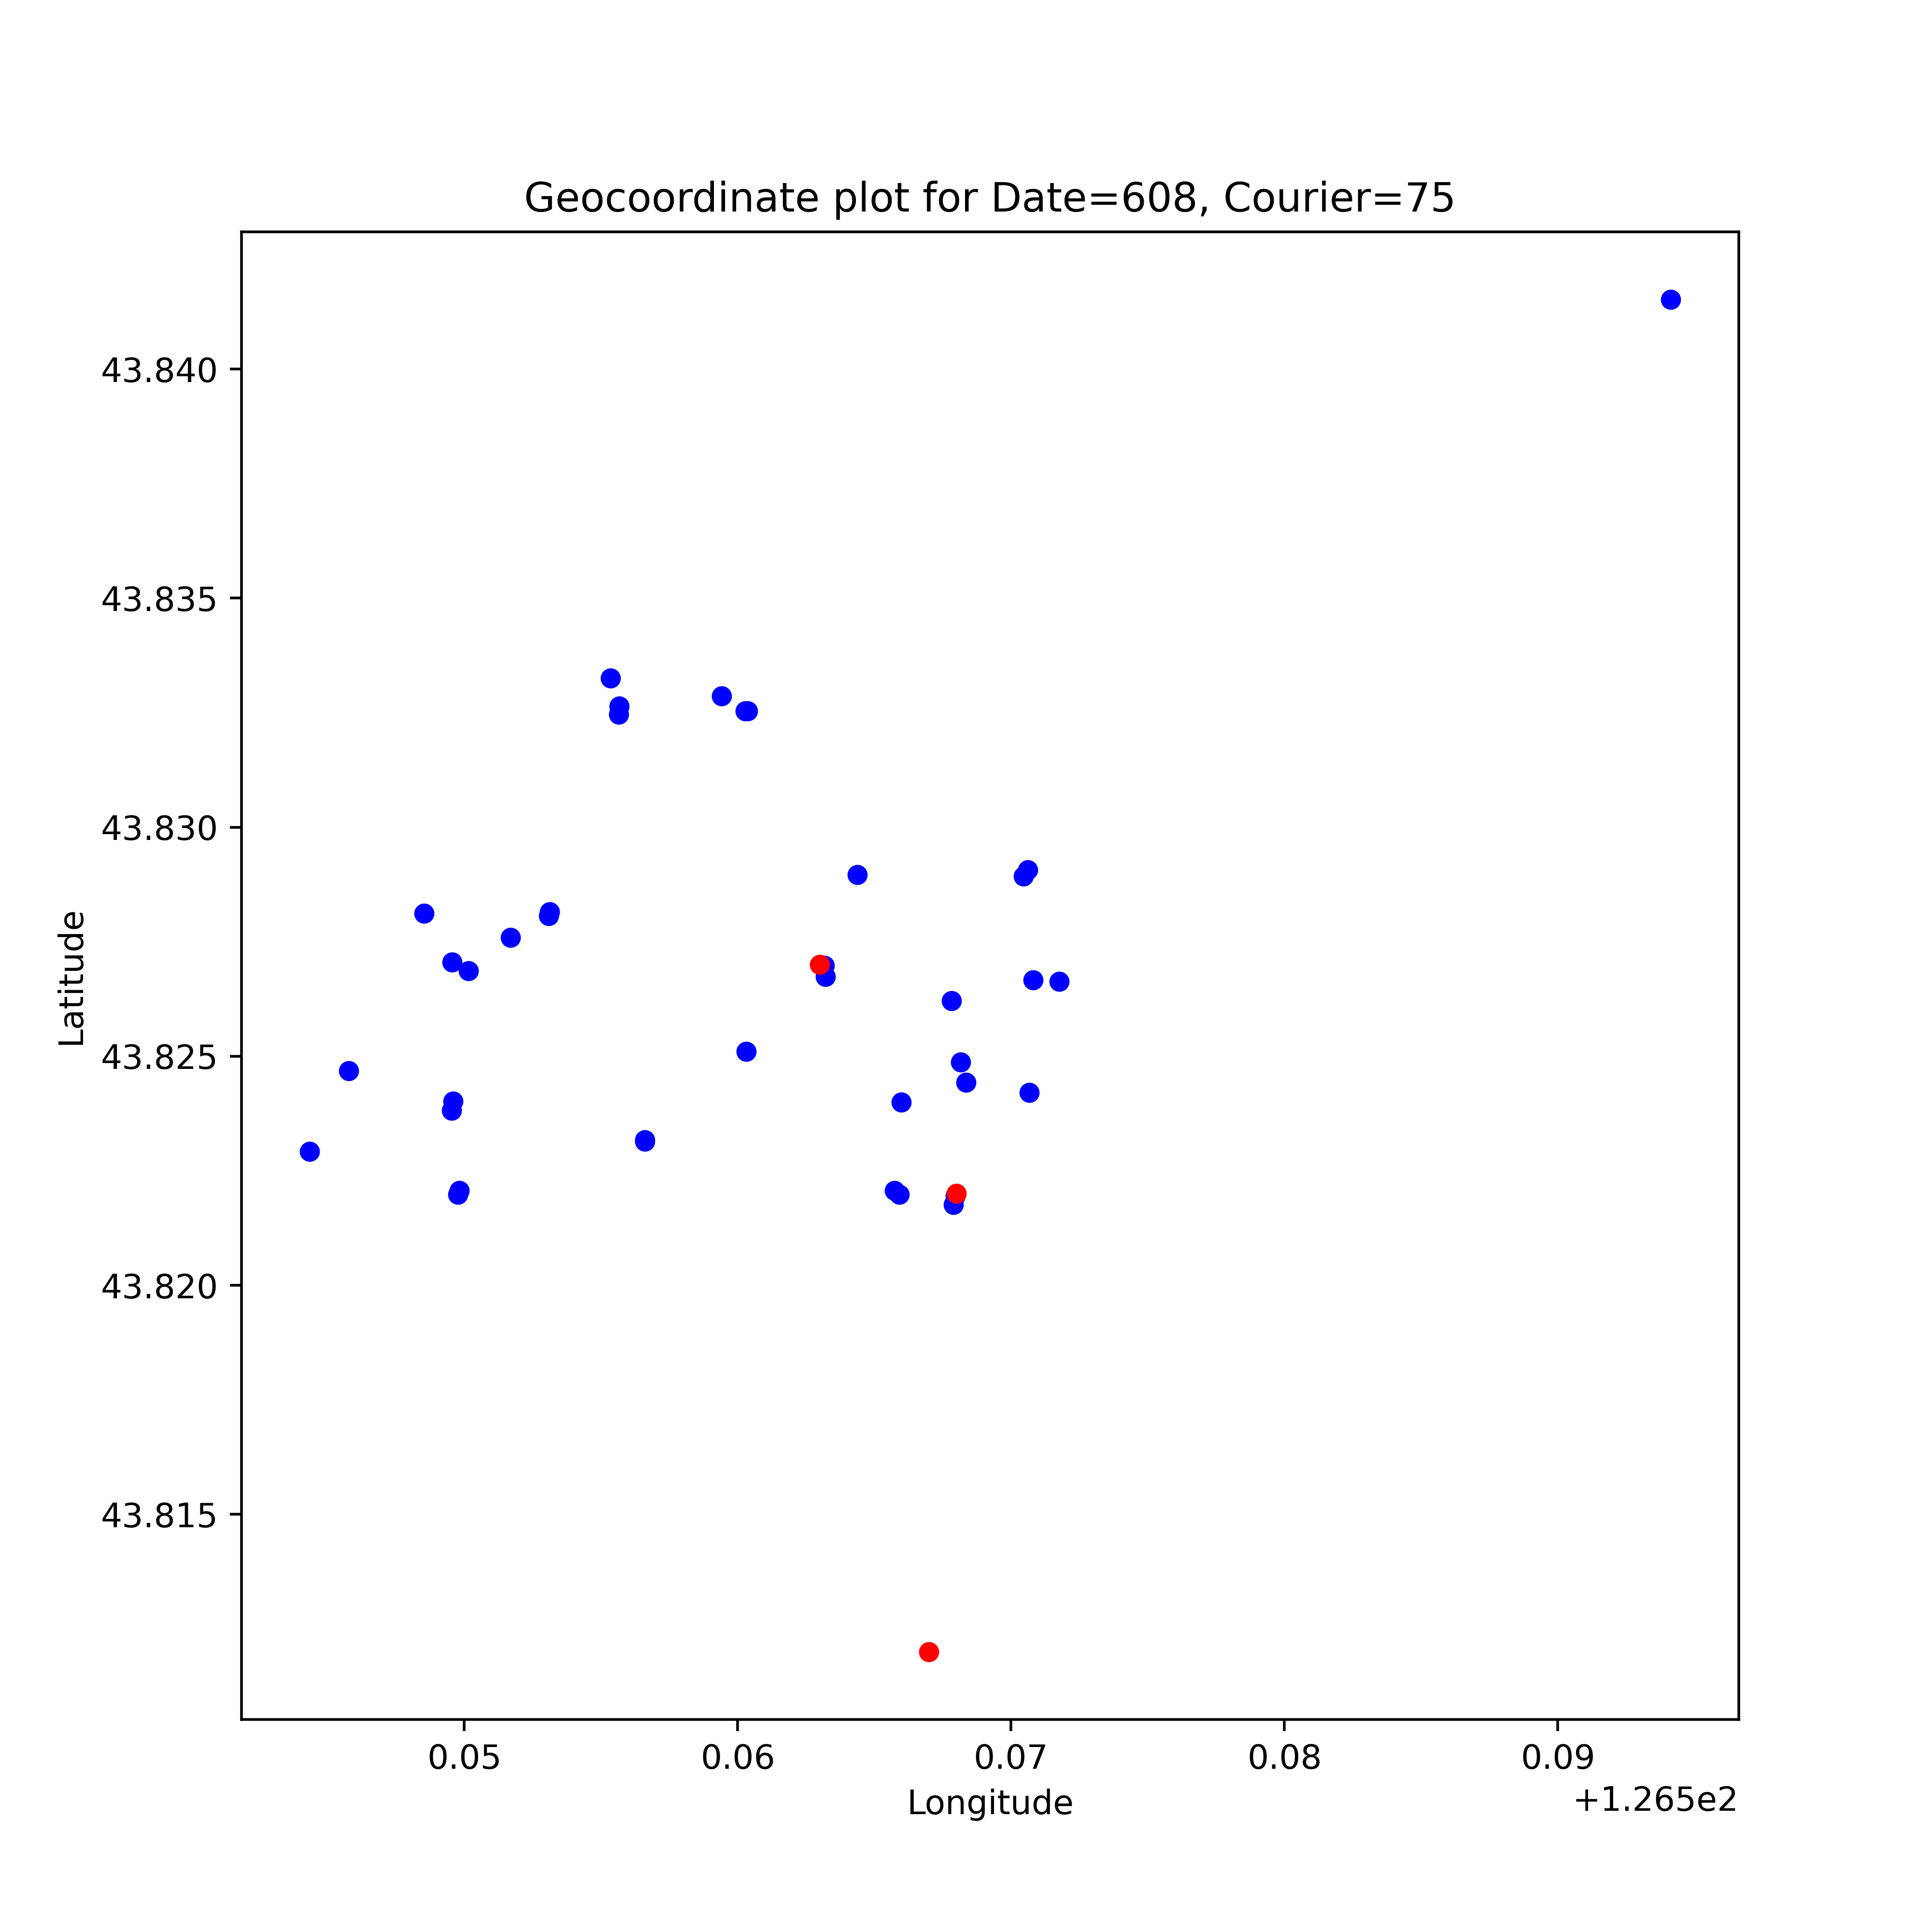 Geocoordinate plot for Date=608, Courier=75
43.840
43.835
43.830
43.825
43.820
43.815
Latitude
0.05 0.06 0.07 0.08 0.09
+1.265e2
Longitude